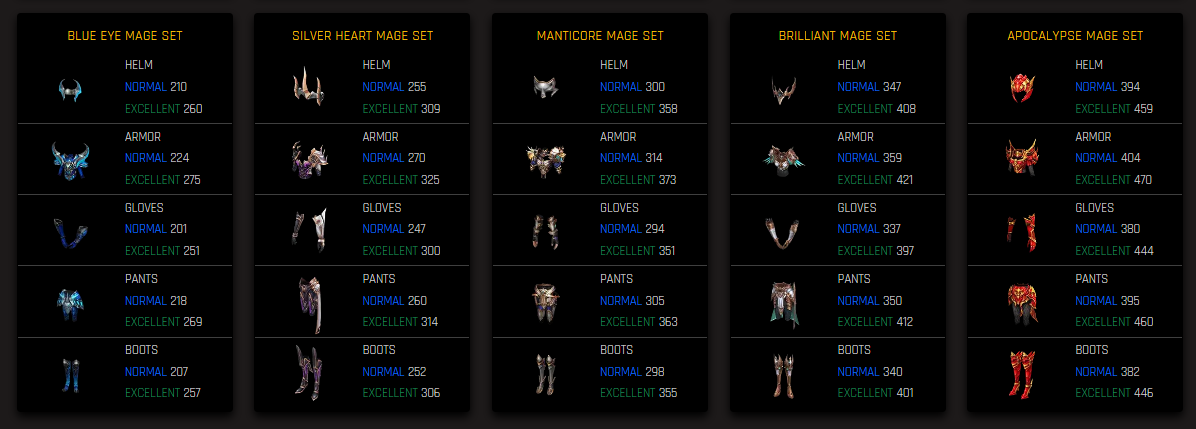 BLUE EYE MAGE SET
HELM
NORMAL 210
EXCELLENT 260
ARMOR
NORMAL 224
EXCELLENT 275
GLOVES
NORMAL 201
EXCELLENT 251
PANTS
NORMAL 218
EXCELLENT 269
BOOTS
NORMAL 207
EXCELLENT 257
SILVER HEART MAGE SET
HELM
NORMAL 255
EXCELLENT 309
ARMOR
NORMAL 270
EXCELLENT 325
GLOVES
NORMAL 247
EXCELLENT 300
PANTS
NORMAL 260
EXCELLENT 314
BOOTS
NORMAL 252
EXCELLENT 306
MANTICORE MAGE SET
HELM
NORMAL 300
EXCELLENT 358
ARMOR
NORMAL 314
EXCELLENT 373
GLOVES
NORMAL 294
EXCELLENT 351
PANTS
NORMAL 305
EXCELLENT 363
BOOTS
NORMAL 298
EXCELLENT 355
BRILLIANT MAGE SET
HELM
NORMAL 347
EXCELLENT 408
ARMOR
NORMAL 359
EXCELLENT 421
GLOVES
NORMAL 337
EXCELLENT 397
PANTS
NORMAL 350
EXCELLENT 412
BOOTS
NORMAL 340
EXCELLENT 401
APOCALYPSE MAGE SET
HELM
NORMAL 394
EXCELLENT 459
ARMOR
NORMAL 404
EXCELLENT 470
GLOVES
NORMAL 380
EXCELLENT 444
PANTS
NORMAL 395
EXCELLENT 460
BOOTS
NORMAL 382
EXCELLENT 446